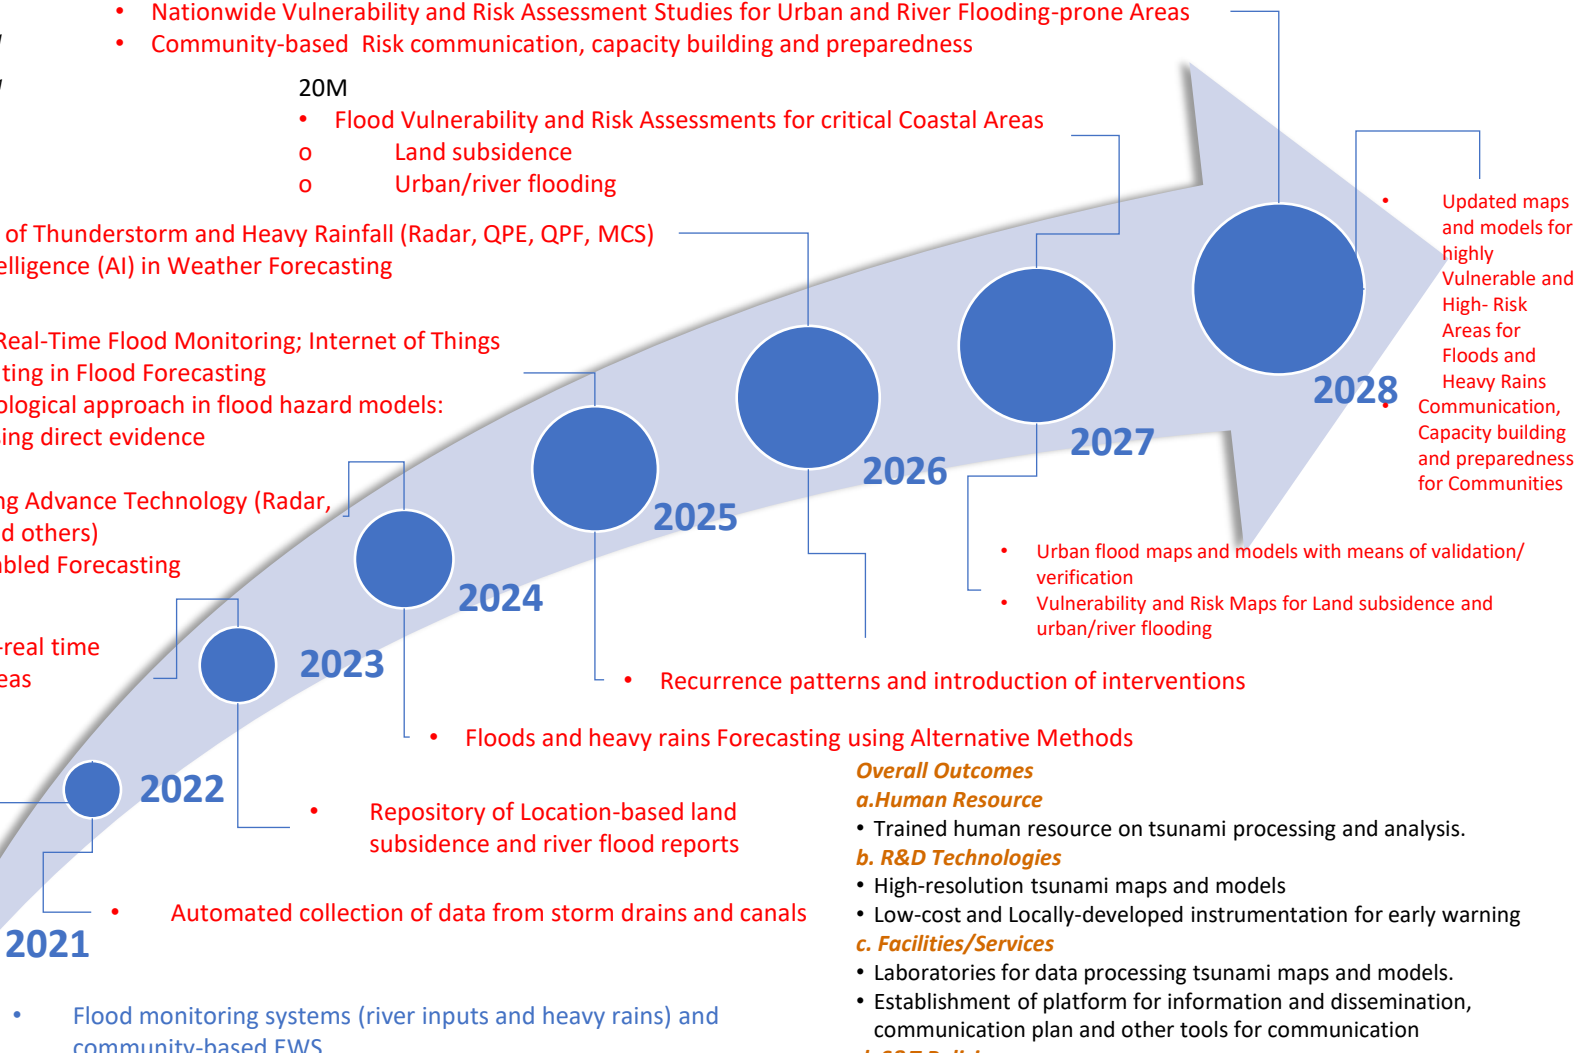 • Nationwide Vulnerability and Risk Assessment Studies for Urban and River Flooding-prone Areas
• Community-based Risk communication, capacity building and preparedness
20M
• Flood Vulnerability and Risk Assessments for critical Coastal Areas
o Land subsidence
o Urban/river flooding
of Thunderstorm and Heavy Rainfall (Radar, QPE, QPF, MCS)
elligence (AI) in Weather Forecasting
Real-Time Flood Monitoring; Internet of Things
ting in Flood Forecasting
ological approach in flood hazard models:
sing direct evidence
ng Advance Technology (Radar,
d others)
bled Forecasting
-real time
eas
• Updated maps
and models for
highly
Vulnerable and
High- Risk
Areas for
Floods and
Heavy Rains
• Communication,
Capacity building
and preparedness
for Communities
2028
2027
2026
2025
2024
2023
2022
2021
• Urban flood maps and models with means of validation/
verification
• Vulnerability and Risk Maps for Land subsidence and
urban/river flooding
• Recurrence patterns and introduction of interventions
• Floods and heavy rains Forecasting using Alternative Methods
• Repository of Location-based land
subsidence and river flood reports
• Automated collection of data from storm drains and canals
• Flood monitoring systems (river inputs and heavy rains) and
community-based EWS
Overall Outcomes
a.Human Resource
• Trained human resource on tsunami processing and analysis.
b. R&D Technologies
• High-resolution tsunami maps and models
• Low-cost and Locally-developed instrumentation for early warning
c. Facilities/Services
• Laboratories for data processing tsunami maps and models.
• Establishment of platform for information and dissemination,
communication plan and other tools for communication